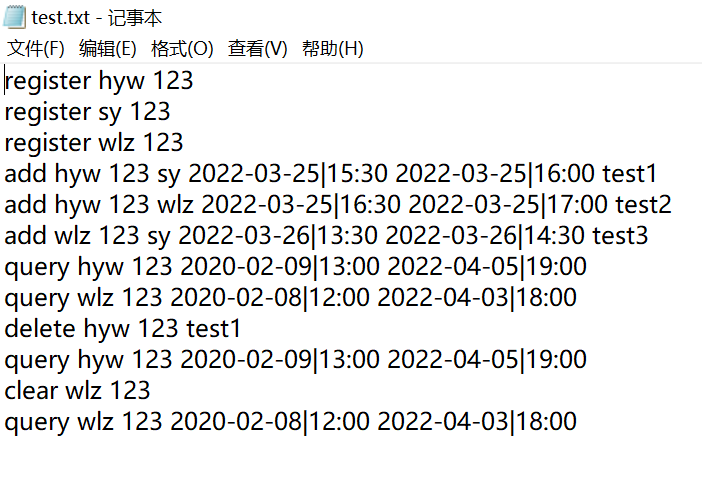 test.txt - 记事本
文件(F) 编辑(E) 格式(O) 查看(V) 帮助(H)
register hyw 123
register sy 123
register wlz 123
add hyw 123 sy 2022-03-25|15:30 2022-03-25|16:00 test1
add hyw 123 wlz 2022-03-25|16:30 2022-03-25|17:00 test2
add wlz 123 sy 2022-03-26|13:30 2022-03-26|14:30 test3
query hyw 123 2020-02-09|13:00 2022-04-05|19:00
query wlz 123 2020-02-08|12:00 2022-04-03|18:00
delete hyw 123 test1
query hyw 123 2020-02-09|13:00 2022-04-05|19:00
clear wlz 123
query wlz 123 2020-02-08|12:00 2022-04-03|18:00